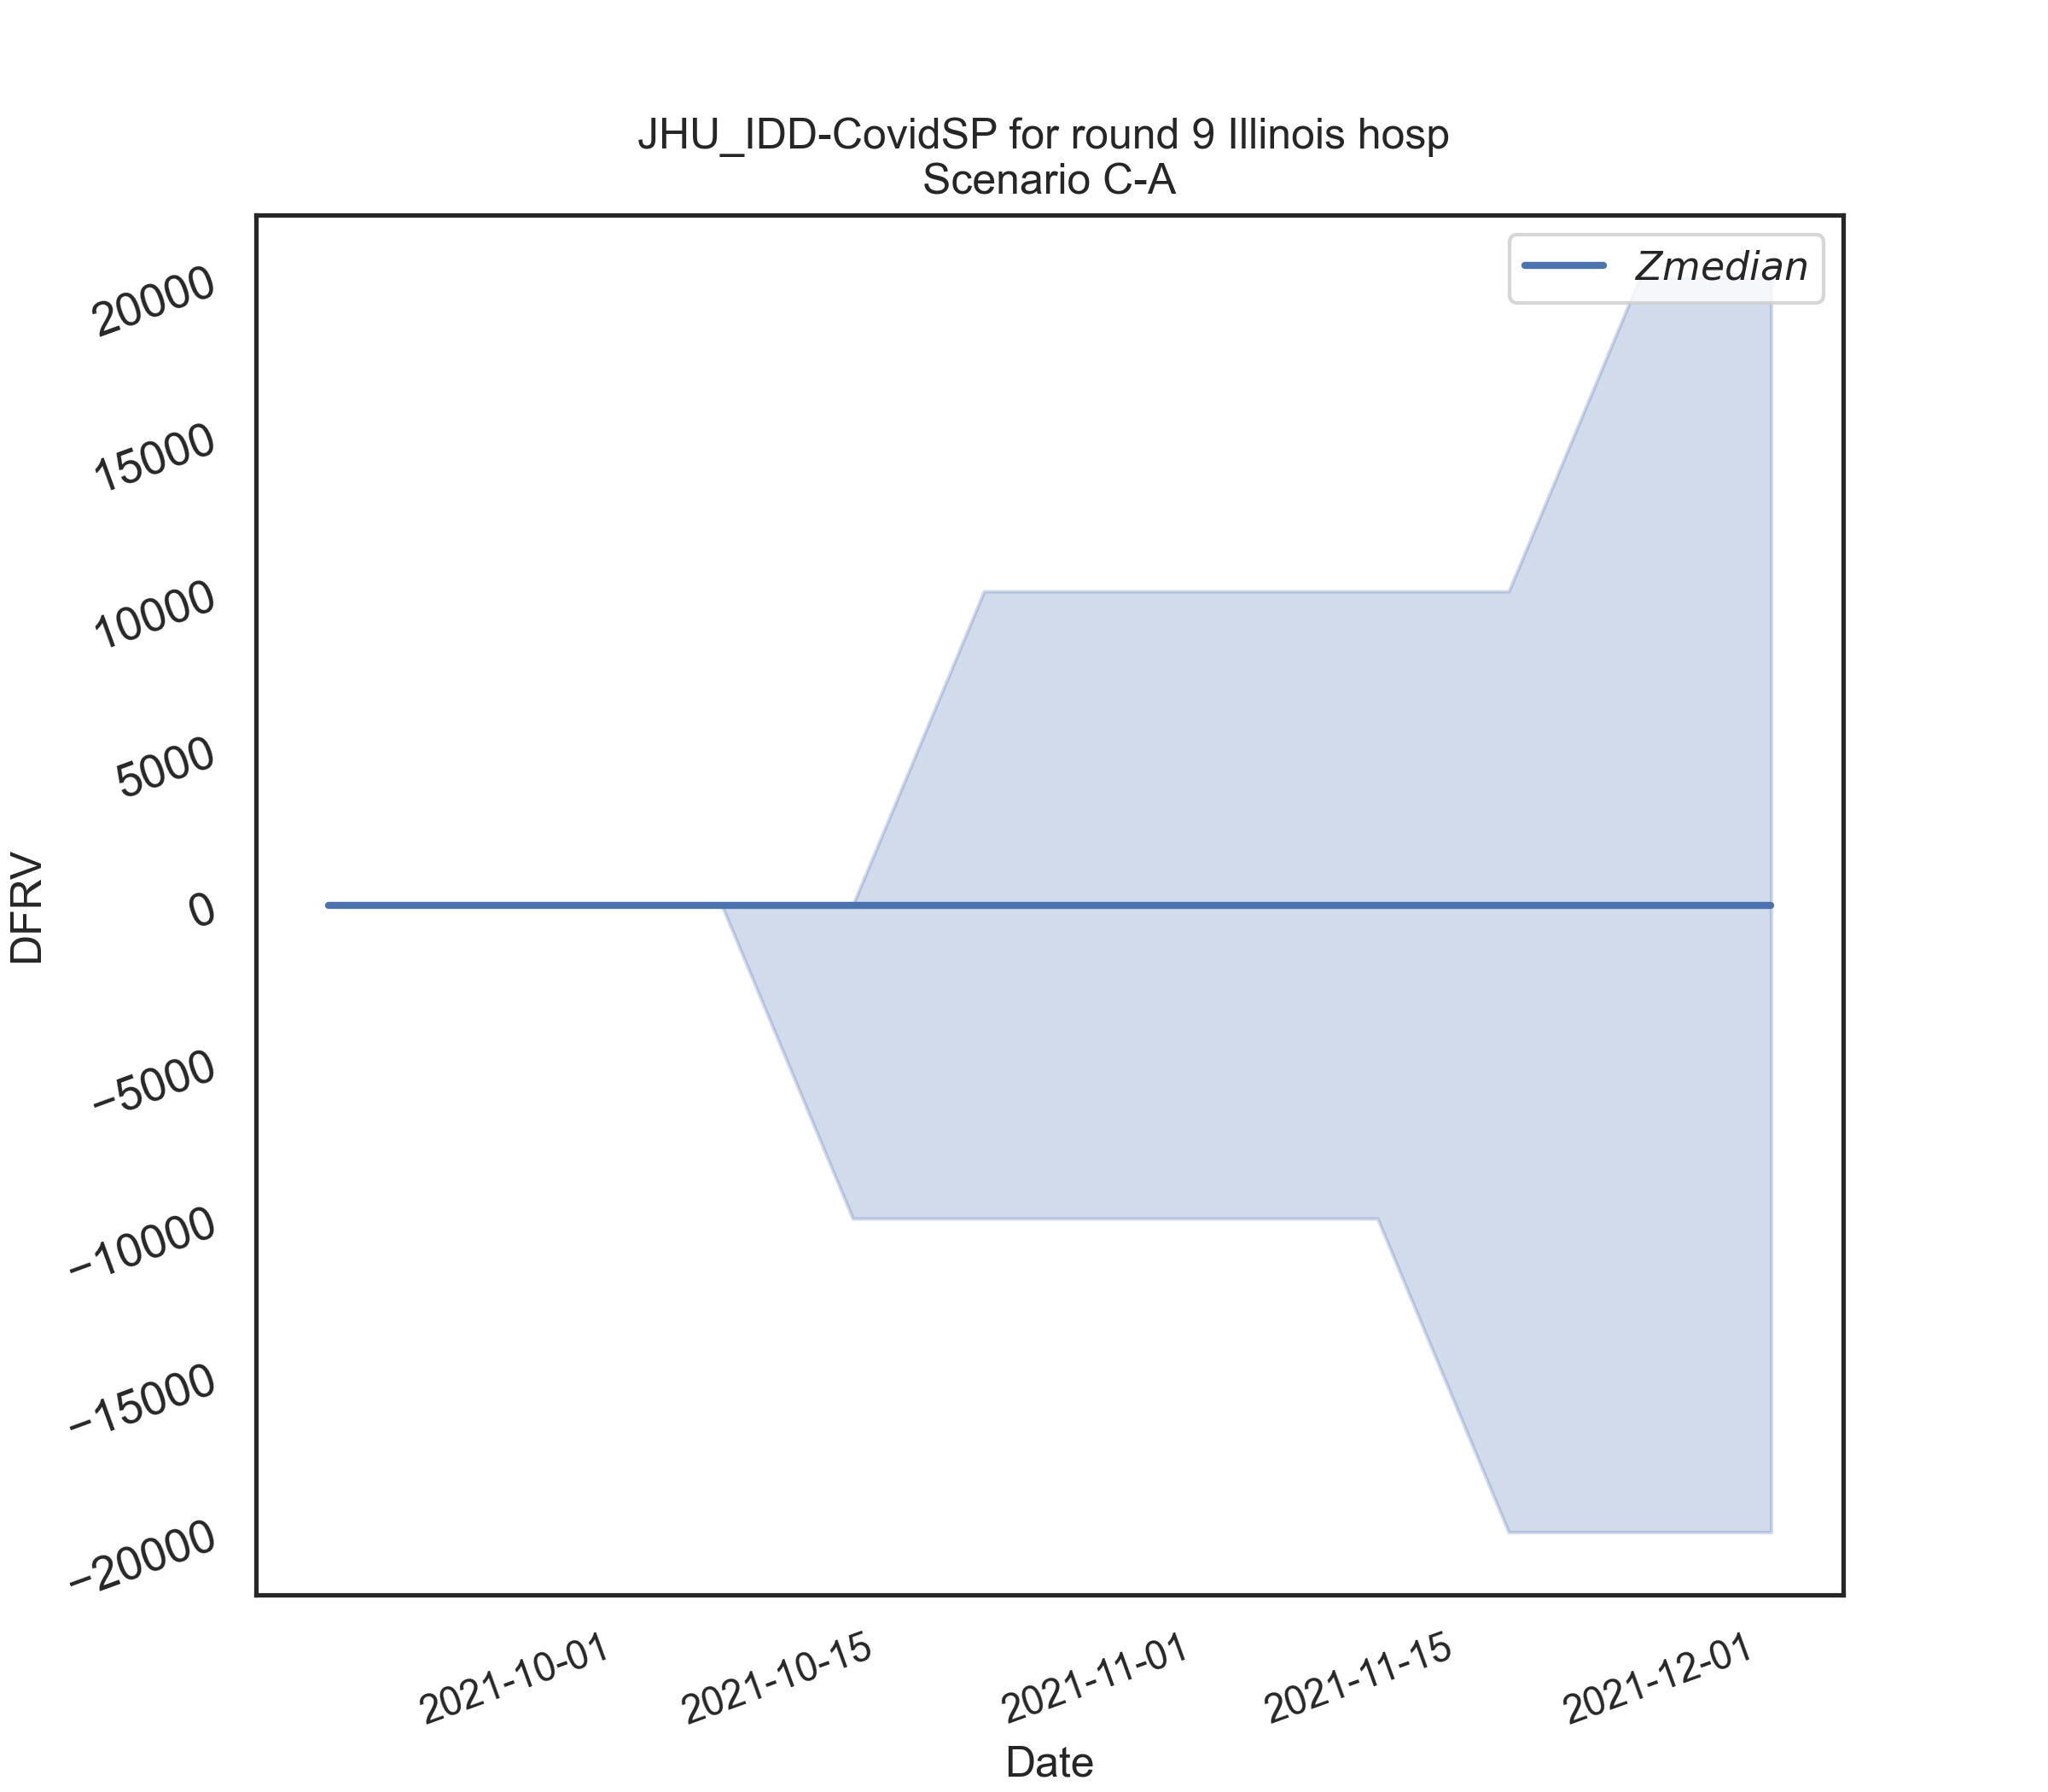 JHU_IDD-CovidSP for round 9 Illinois hosp
Scenario C-A
Zmedian
20000
15000
10000
5000
0
−5000
−10000
−15000
−20000
DFRV
2021-10-01
2021-10-15
2021-11-01
2021-11-15
2021-12-01
Date